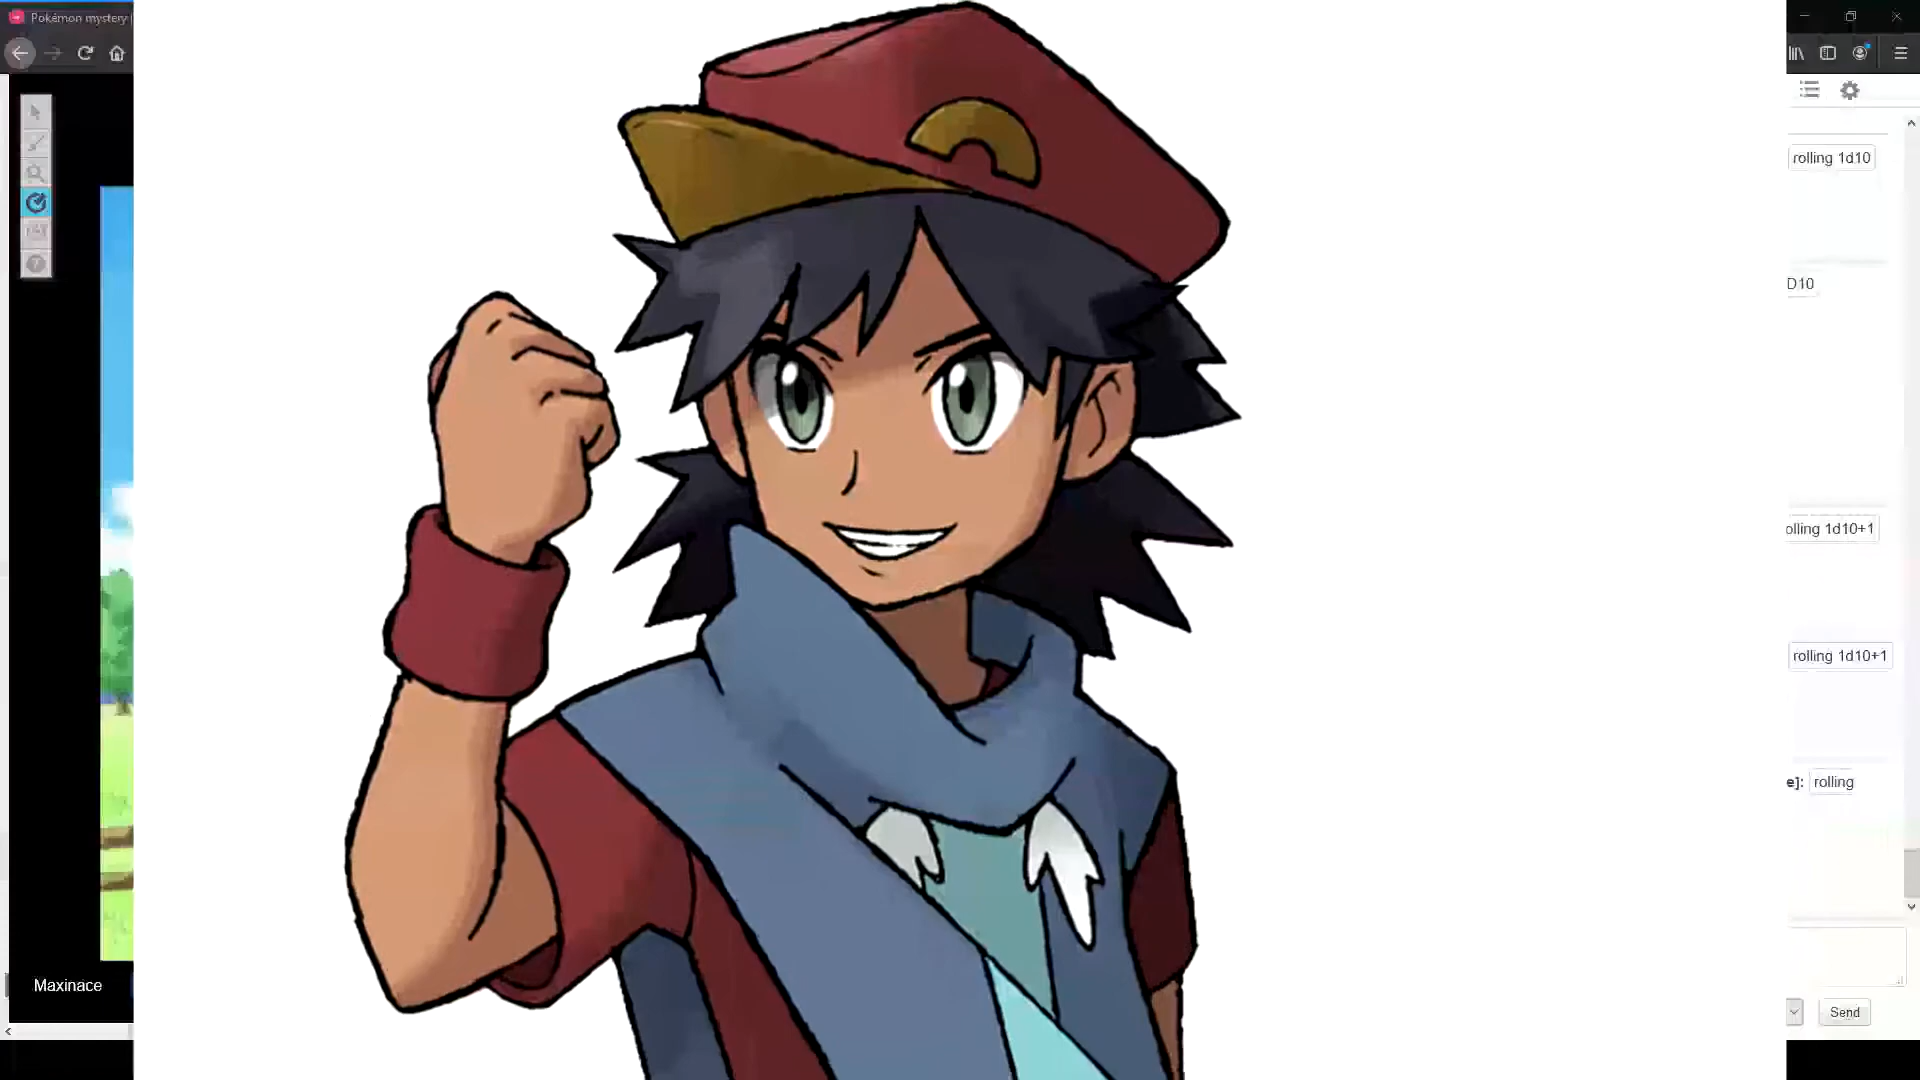 Pokémon mystery
rolling 1d10
D10
olling 1d10+1
rolling 1d10+1
e]: rolling
Maxinace
Send